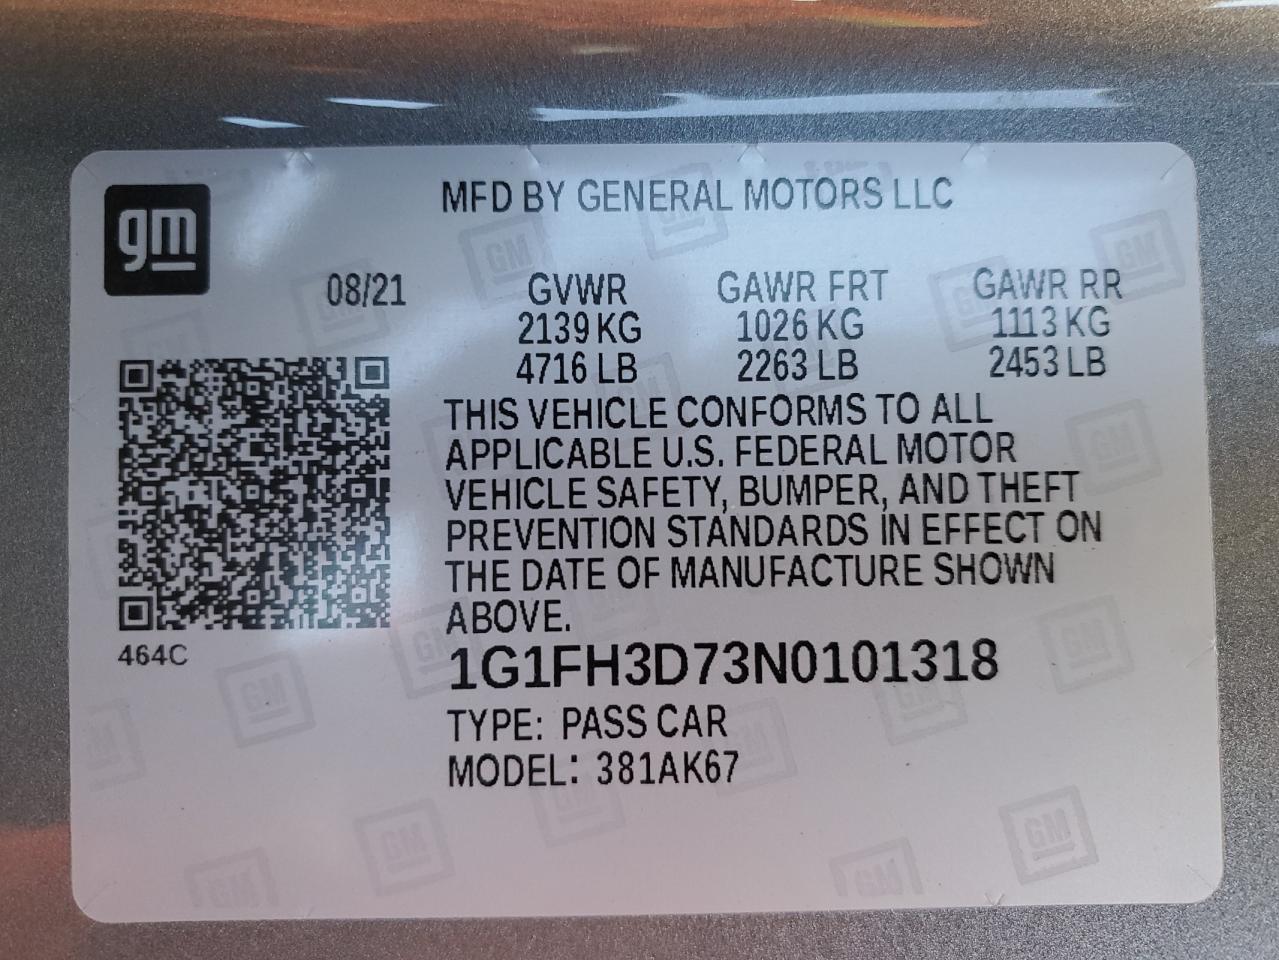 gm
MFD BY GENERAL MOTORS LLC
08/21 GVWR GAWR FRT GAWR RR
2139 KG 1026 KG 1113 KG
4716 LB 2263 LB 2453 LB
THIS VEHICLE CONFORMS TO ALL
APPLICABLE U.S. FEDERAL MOTOR
VEHICLE SAFETY, BUMPER, AND THEFT
PREVENTION STANDARDS IN EFFECT ON
THE DATE OF MANUFACTURE SHOWN
ABOVE.
464C
1G1FH3D73N0101318
TYPE: PASS CAR
MODEL: 381AK67